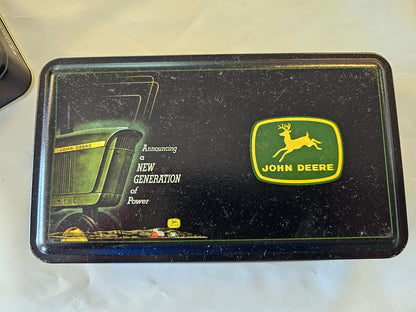 JOHN DEERE
Announcing
a
NEW
GENERATION
of
Power
JOHN DEERE